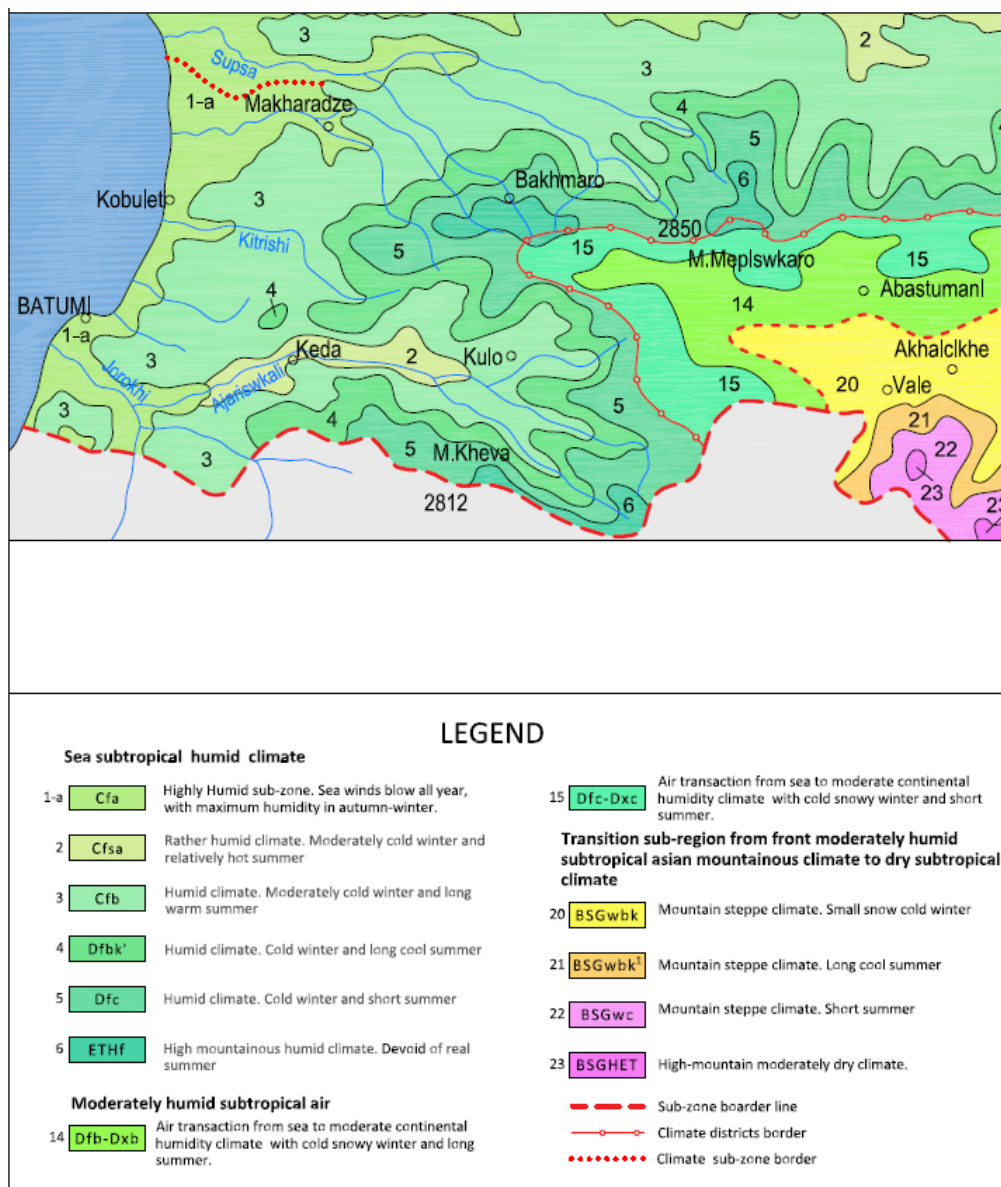 3
2
Supsa
3
1-a
4
Makharadze
5
4
6
Bakhmaro
Kobulet
3
2850
Kitrishi
15
5
M.Meplswkaro
15
4
14
Abastumanl
BATUMI
1-a
Keda
2
Kulo
Akhalclkhe
3
Jorokhi
Ajariswkali
15
20
Vale
5
3
4
21
3
5
M.Kheva
22
23
23
6
2812
23
LEGEND
Sea subtropical humid climate
1-a Cfa Highly Humid sub-zone. Sea winds blow all year,
with maximum humidity in autumn-winter.
2 Cfsa Rather humid climate. Moderately cold winter and
relatively hot summer
3 Cfb Humid climate. Moderately cold winter and long
warm summer
4 Dfbk' Humid climate. Cold winter and long cool summer
5 Dfc Humid climate. Cold winter and short summer
6 ETHf High mountainous humid climate. Devoid of real
summer
Moderately humid subtropical air
14 Dfb-Dxb Air transaction from sea to moderate continental
humidity climate with cold snowy winter and long
summer.
15 Dfc-Dxc Air transaction from sea to moderate continental
humidity climate with cold snowy winter and short
summer.
Transition sub-region from front moderately humid
subtropical asian mountainous climate to dry subtropical
climate
20 BSGwbk Mountain steppe climate. Small snow cold winter
21 BSGwbk¹ Mountain steppe climate. Long cool summer
22 BSGwc Mountain steppe climate. Short summer
23 BSGHET High-mountain moderately dry climate.
Sub-zone boarder line
Climate districts border
Climate sub-zone border